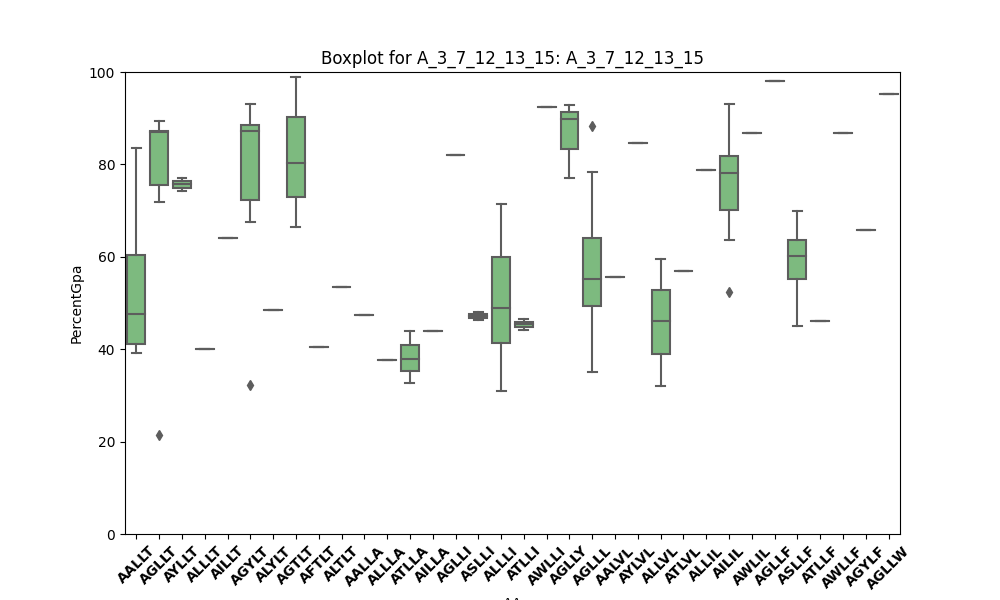 Boxplot for A_3_7_12_13_15: A_3_7_12_13_15
PercentGpa
100
80
60
40
20
0
AALLT AGLLT AYLLT ALLLT AILLT AGYLT ALYLT AGTLT AFTLT ALTLT AALLA ALLLA ATLLA AILLA AGLLI ASLLI ALLLI ATLLI AWLLI AGLLY AGLLL AALVL AYLVL ALLVL ATLVL ALLIL AILIL AWLIL AGLLF ASLLF ATLLF AWLLF AGYLF AGLLW